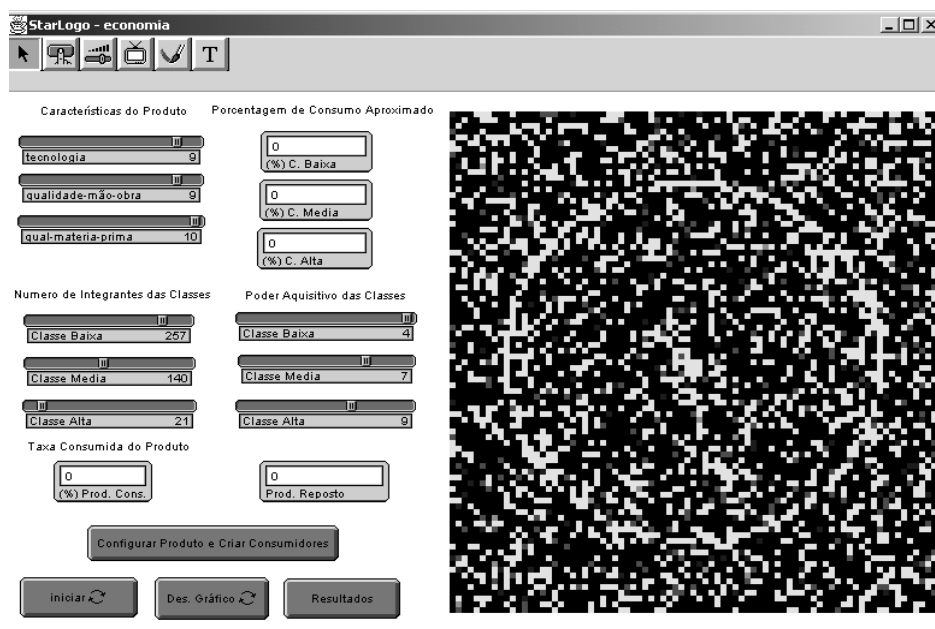 StarLogo - economia
T
Características do Produto
Porcentagem de Consumo Aproximado
tecnologia 9
0
(%) C. Baixa
qualidade-mão-obra 9
0
(%) C. Media
qual-materia-prima 10
0
(%) C. Alta
Numero de Integrantes das Classes
Poder Aquisitivo das Classes
Classe Baixa 257
Classe Baixa 4
Classe Media 140
Classe Media 7
Classe Alta 21
Classe Alta 9
Taxa Consumida do Produto
0
(%) Prod. Cons.
0
Prod. Reposto
Configurar Produto e Criar Consumidores
iniciar
Des. Gráfico
Resultados